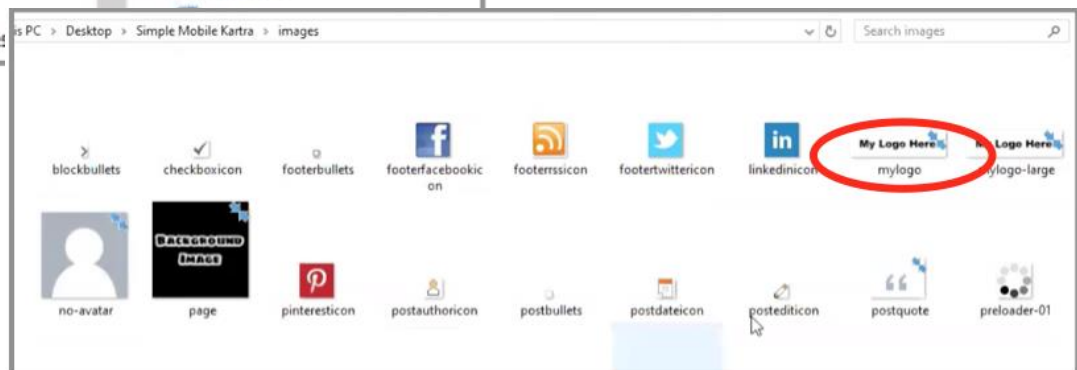 is PC > Desktop > Simple Mobile Kartra > images
Search images
f
in
My Logo Here
My Logo Here
blockbullets
checkboxicon
footerbullets
footerfacebookic
on
footerrssicon
footertwittericon
linkedinicon
mylogo
mylogo-large
BACKGROUND
IMAGE
no-avatar
page
pinteresticon
postauthoricon
postbullets
postdateicon
postediticon
postquote
preloader-01